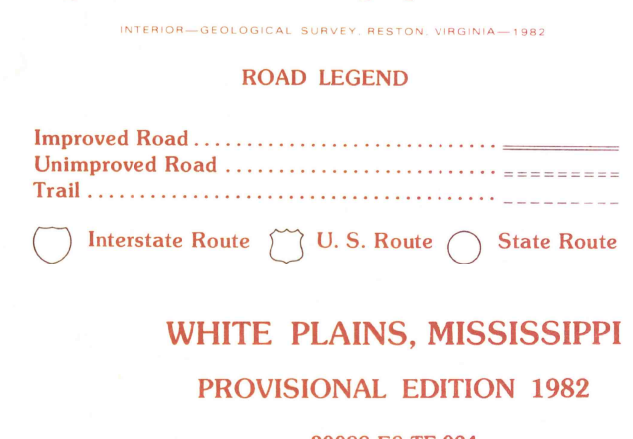 INTERIOR—GEOLOGICAL SURVEY, RESTON, VIRGINIA—1982
ROAD LEGEND
Improved Road
Unimproved Road
Trail
Interstate Route U. S. Route State Route
WHITE PLAINS, MISSISSIPPI
PROVISIONAL EDITION 1982